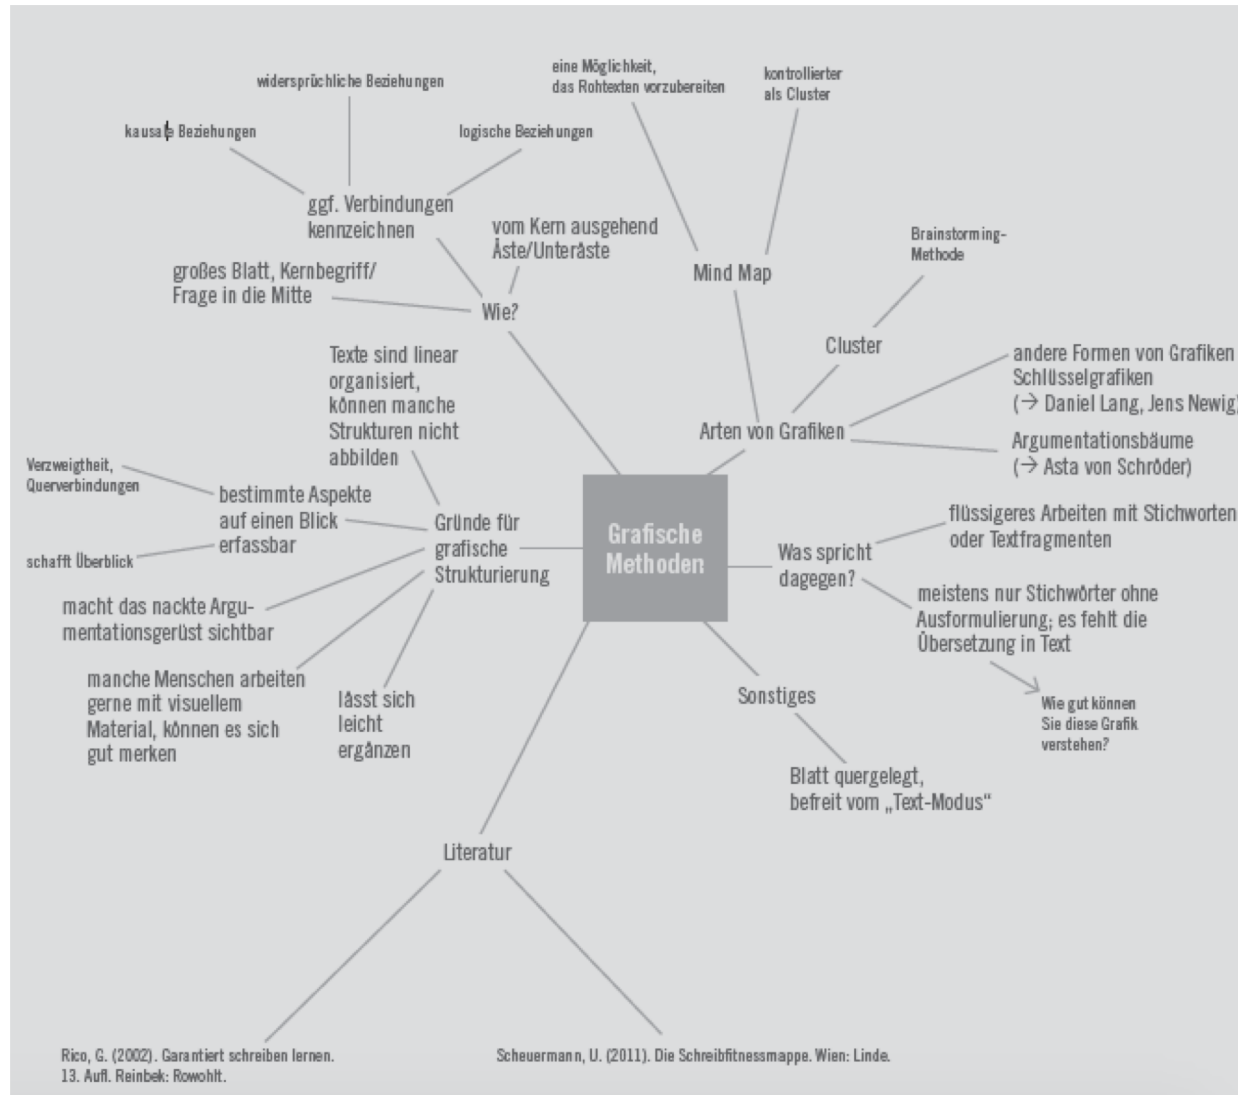 widersprüchliche Beziehungen
kausale Beziehungen
logische Beziehungen
ggf. Verbindungen
kennzeichnen
vom Kern ausgehend
Äste/Unteräste
großes Blatt, Kernbegriff/
Frage in die Mitte
Wie?
eine Möglichkeit,
das Rohtexten vorzubereiten
kontrollierter
als Cluster
Mind Map
Brainstorming-
Methode
Cluster
andere Formen von Grafiken
Schlüsselgrafiken
(→ Daniel Lang, Jens Newig)
Arten von Grafiken
Argumentationsbäume
(→ Asta von Schröder)
Texte sind linear
organisiert,
können manche
Strukturen nicht
abbilden
Verzweigtheit,
Querverbindungen
bestimmte Aspekte
auf einen Blick
erfassbar
schafft Überblick
Gründe für
grafische
Strukturierung
macht das nackte Argu-
mentationsgerüst sichtbar
manche Menschen arbeiten
gerne mit visuellem
Material, können es sich
gut merken
lässt sich
leicht
ergänzen
Grafische
Methoden
Was spricht
dagegen?
flüssigeres Arbeiten mit Stichworten
oder Textfragmenten
meistens nur Stichwörter ohne
Ausformulierung; es fehlt die
Übersetzung in Text
Wie gut können
Sie diese Grafik
verstehen?
Sonstiges
Blatt quergelegt,
befreit vom „Text-Modus“
Literatur
Rico, G. (2002). Garantiert schreiben lernen.
13. Aufl. Reinbek: Rowohlt.
Scheuermann, U. (2011). Die Schreibfitnessmappe. Wien: Linde.